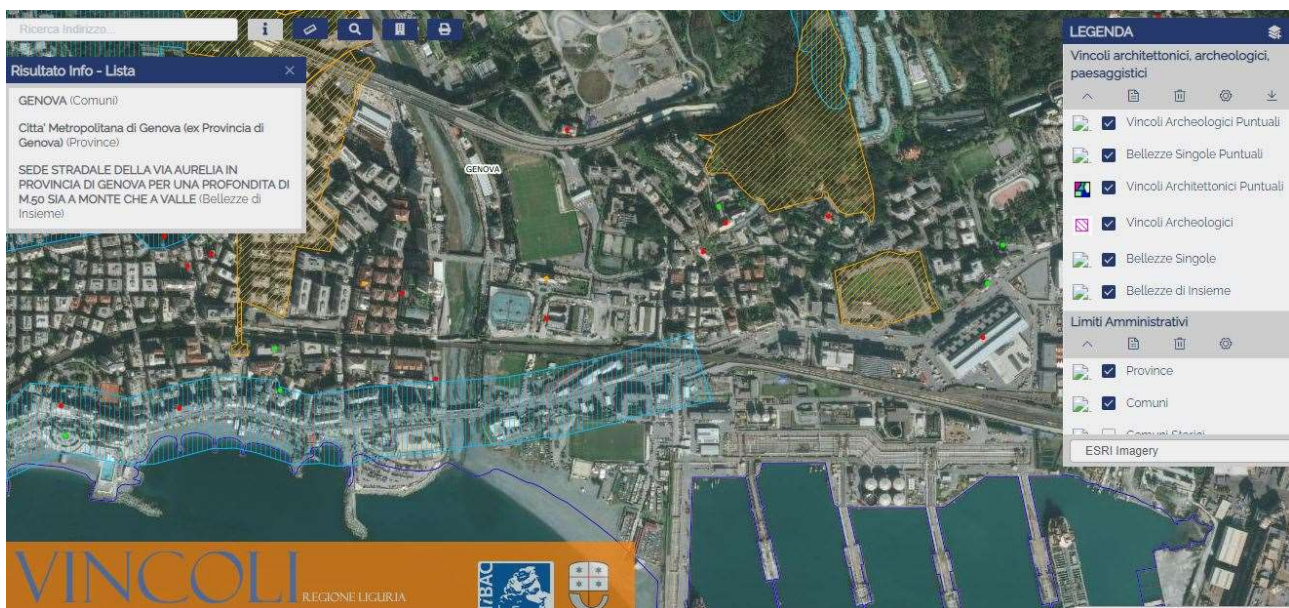 Ricerca Indirizzo...
i
Risultato Info - Lista
GENOVA (Comuni)
Citta' Metropolitana di Genova (ex Provincia di
Genova) (Province)
SEDE STRADALE DELLA VIA AURELIA IN
PROVINCIA DI GENOVA PER UNA PROFONDITA DI
M.50 SIA A MONTE CHE A VALLE (Bellezze di
Insieme)
GENOVA
LEGENDA
Vincoli architettonici, archeologici,
paesaggistici
Vincoli Archeologici Puntuali
Bellezze Singole Puntuali
Vincoli Architettonici Puntuali
Vincoli Archeologici
Bellezze Singole
Bellezze di Insieme
Limiti Amministrativi
Province
Comuni
Comuni Storici
ESRI Imagery
VINCOLI REGIONE LIGURIA
MiBAC